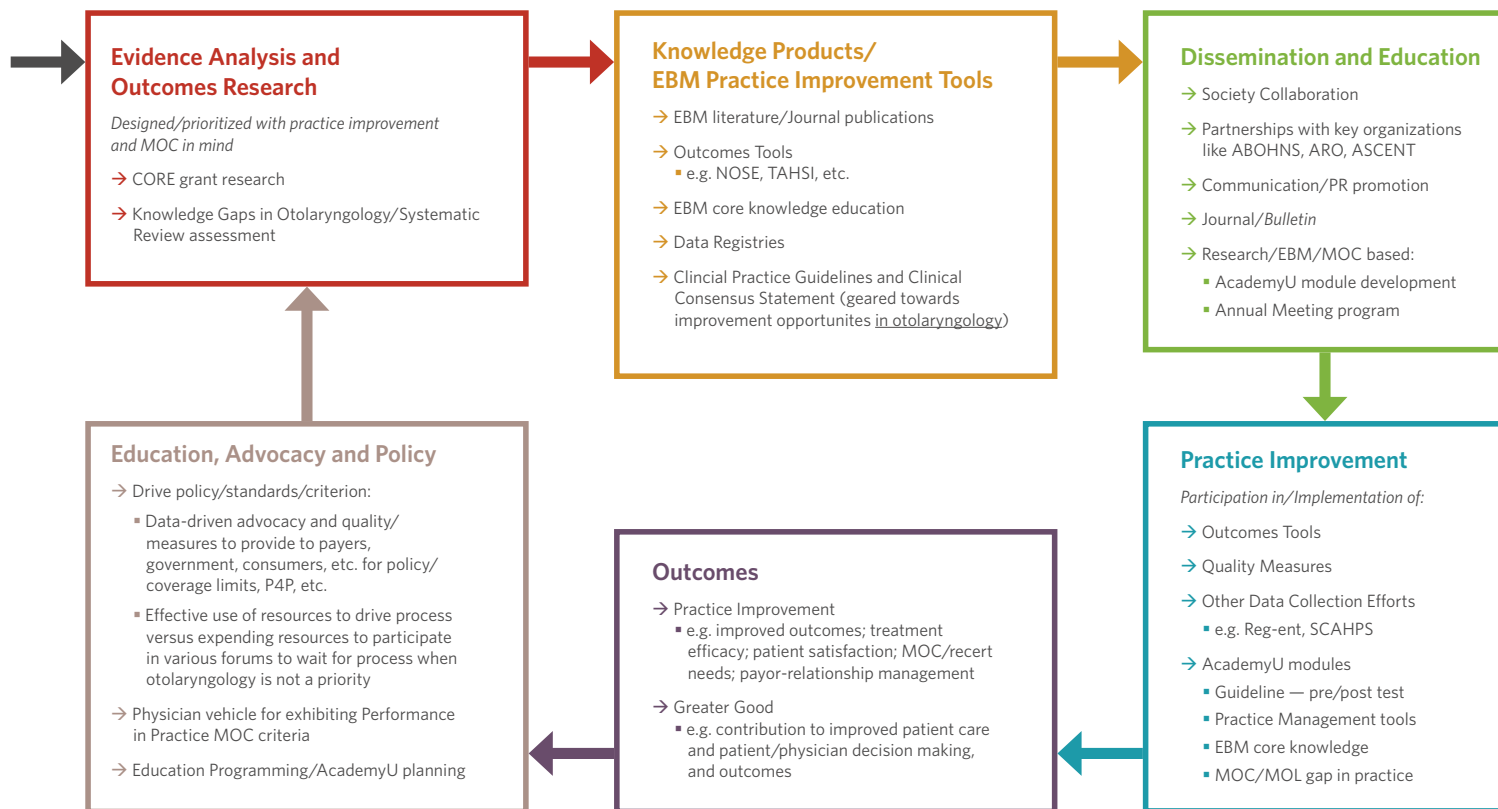 Evidence Analysis and
Outcomes Research
Designed/prioritized with practice improvement
and MOC in mind
→ CORE grant research
→ Knowledge Gaps in Otolaryngology/Systematic
Review assessment
Knowledge Products/
EBM Practice Improvement Tools
→ EBM literature/Journal publications
→ Outcomes Tools
▪ e.g. NOSE, TAHSI, etc.
→ EBM core knowledge education
→ Data Registries
→ Clincial Practice Guidelines and Clinical
Consensus Statement (geared towards
improvement opportunites in otolaryngology)
Dissemination and Education
→ Society Collaboration
→ Partnerships with key organizations
like ABOHNS, ARO, ASCENT
→ Communication/PR promotion
→ Journal/Bulletin
→ Research/EBM/MOC based:
▪ AcademyU module development
▪ Annual Meeting program
Practice Improvement
Participation in/Implementation of:
→ Outcomes Tools
→ Quality Measures
→ Other Data Collection Efforts
▪ e.g. Reg-ent, SCAHPS
→ AcademyU modules
▪ Guideline — pre/post test
▪ Practice Management tools
▪ EBM core knowledge
▪ MOC/MOL gap in practice
Outcomes
→ Practice Improvement
▪ e.g. improved outcomes; treatment
efficacy; patient satisfaction; MOC/recert
needs; payor-relationship management
→ Greater Good
▪ e.g. contribution to improved patient care
and patient/physician decision making,
and outcomes
Education, Advocacy and Policy
→ Drive policy/standards/criterion:
▪ Data-driven advocacy and quality/
measures to provide to payers,
government, consumers, etc. for policy/
coverage limits, P4P, etc.
▪ Effective use of resources to drive process
versus expending resources to participate
in various forums to wait for process when
otolaryngology is not a priority
→ Physician vehicle for exhibiting Performance
in Practice MOC criteria
→ Education Programming/AcademyU planning